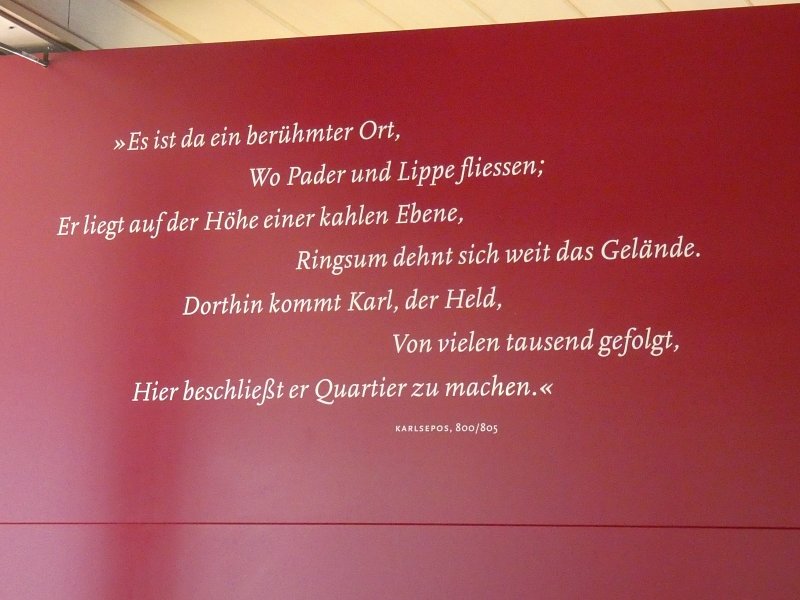 »Es ist da ein berühmter Ort,
Wo Pader und Lippe fliessen;
Er liegt auf der Höhe einer kahlen Ebene,
Ringsum dehnt sich weit das Gelände.
Dorthin kommt Karl, der Held,
Von vielen tausend gefolgt,
Hier beschließt er Quartier zu machen.«
KARLSEPOS, 800/805